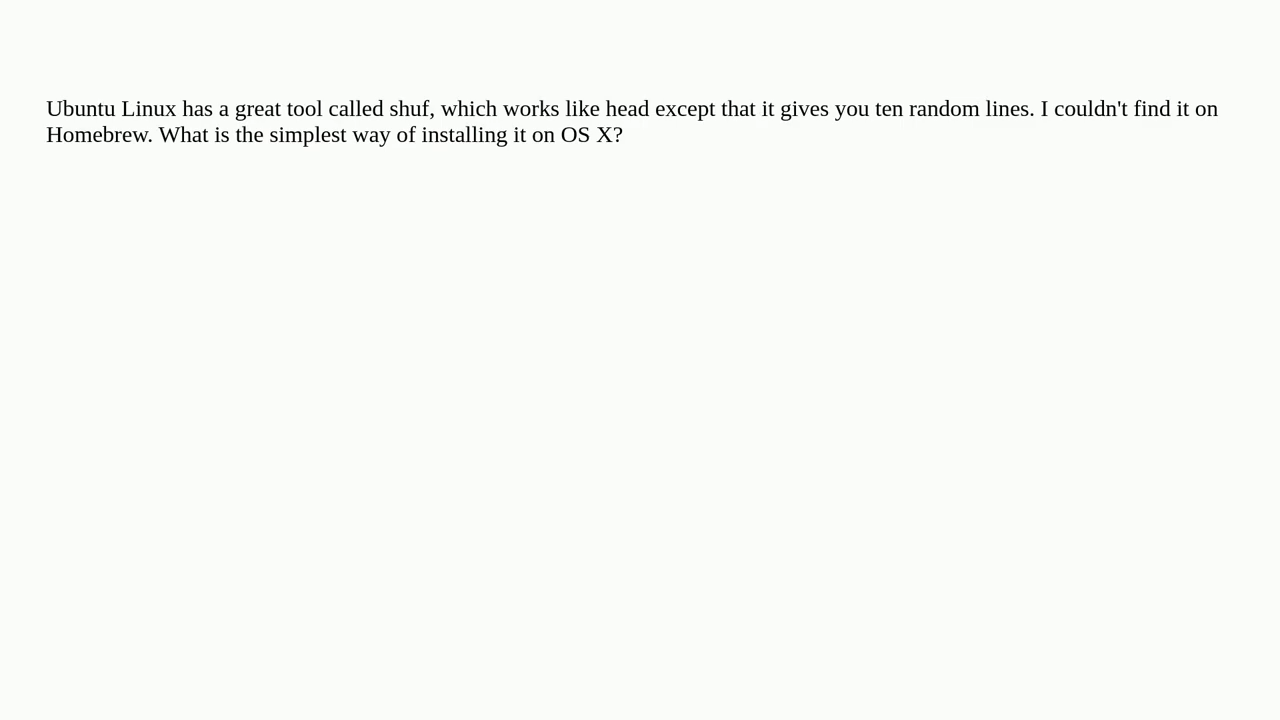 Ubuntu Linux has a great tool called shuf, which works like head except that it gives you ten random lines. I couldn't find it on
Homebrew. What is the simplest way of installing it on OS X?